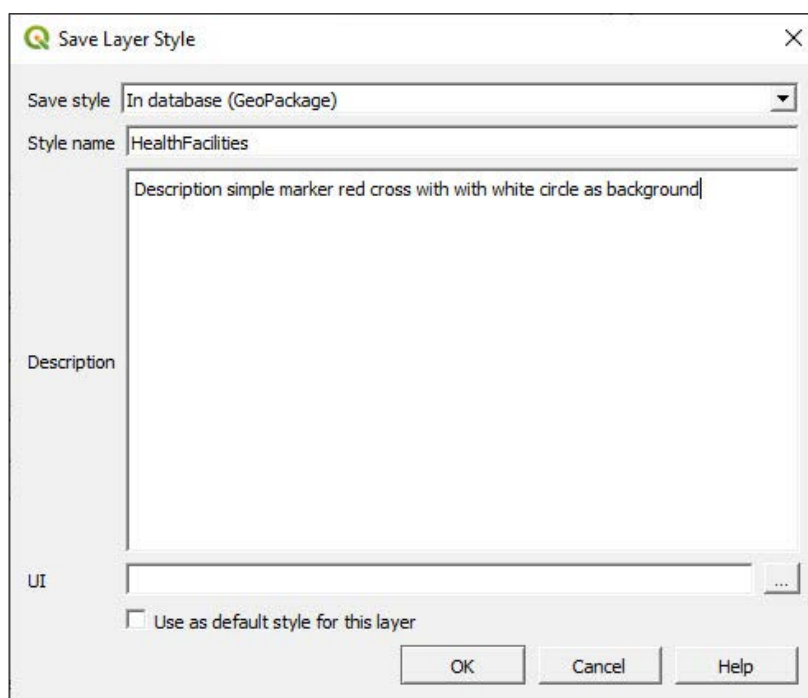 Save Layer Style
Save style In database (GeoPackage)
Style name HealthFacilities
Description simple marker red cross with with white circle as background
Description
UI ...
Use as default style for this layer
OK Cancel Help